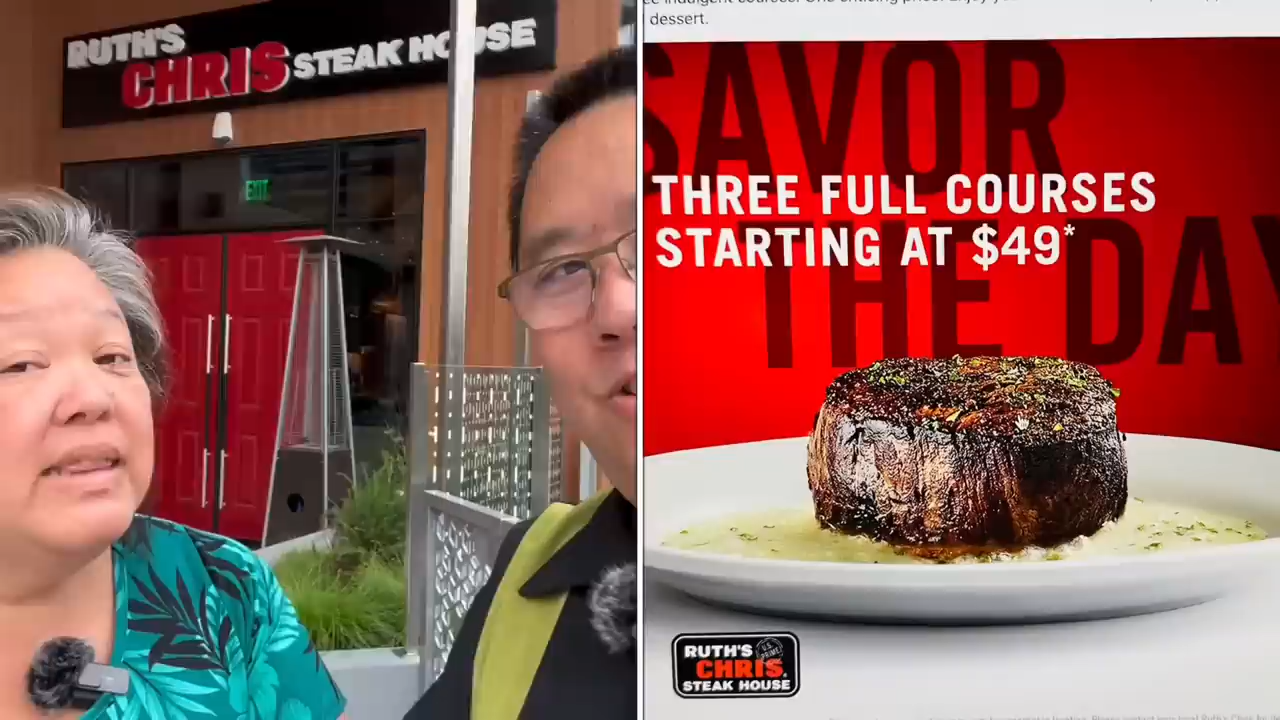 RUTH'S
CHRIS STEAK HOUSE
EXIT
dessert.
SAVOR
THREE FULL COURSES
STARTING AT $49*
THE DAY
RUTH'S
U.S.
PRIME
CHRIS
STEAK HOUSE